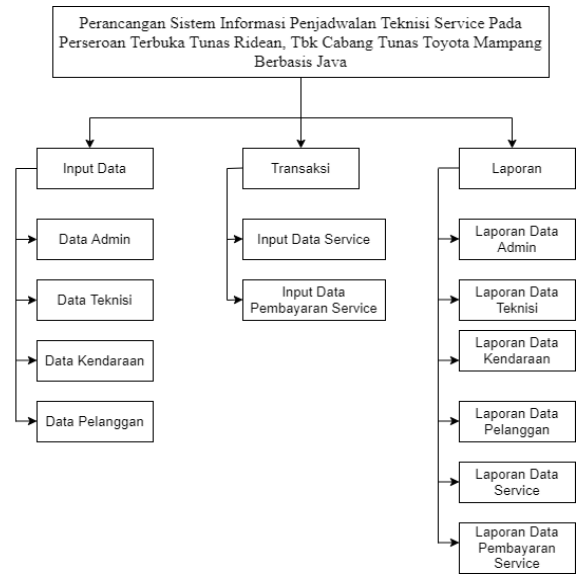 Perancangan Sistem Informasi Penjadwalan Teknisi Service Pada
Perseroan Terbuka Tunas Ridean, Tbk Cabang Tunas Toyota Mampang
Berbasis Java
Input Data
Data Admin
Data Teknisi
Data Kendaraan
Data Pelanggan
Transaksi
Input Data Service
Input Data
Pembayaran Service
Laporan
Laporan Data
Admin
Laporan Data
Teknisi
Laporan Data
Kendaraan
Laporan Data
Pelanggan
Laporan Data
Service
Laporan Data
Pembayaran
Service